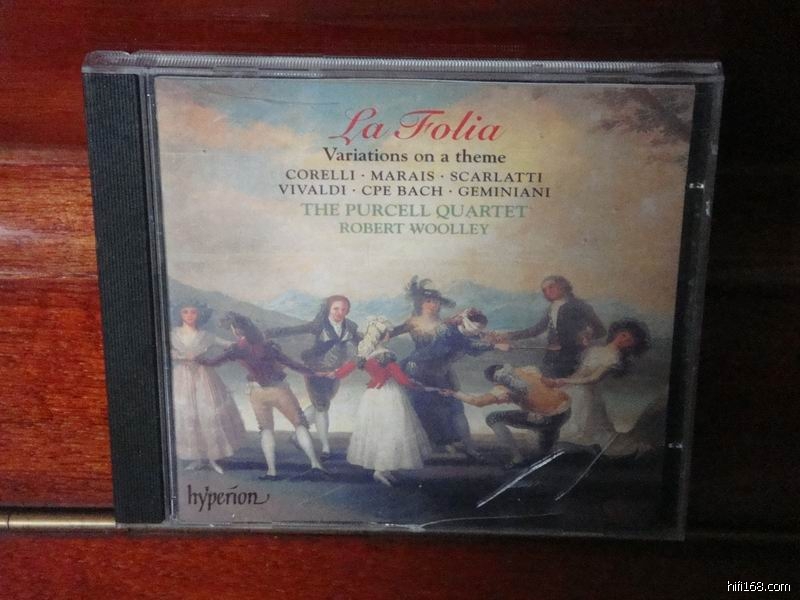 La Folia
Variations on a theme
CORELLI · MARAIS · SCARLATTI
VIVALDI · CPE BACH · GEMINIANI
THE PURCELL QUARTET
ROBERT WOOLLEY
hyperion
hifi168.com